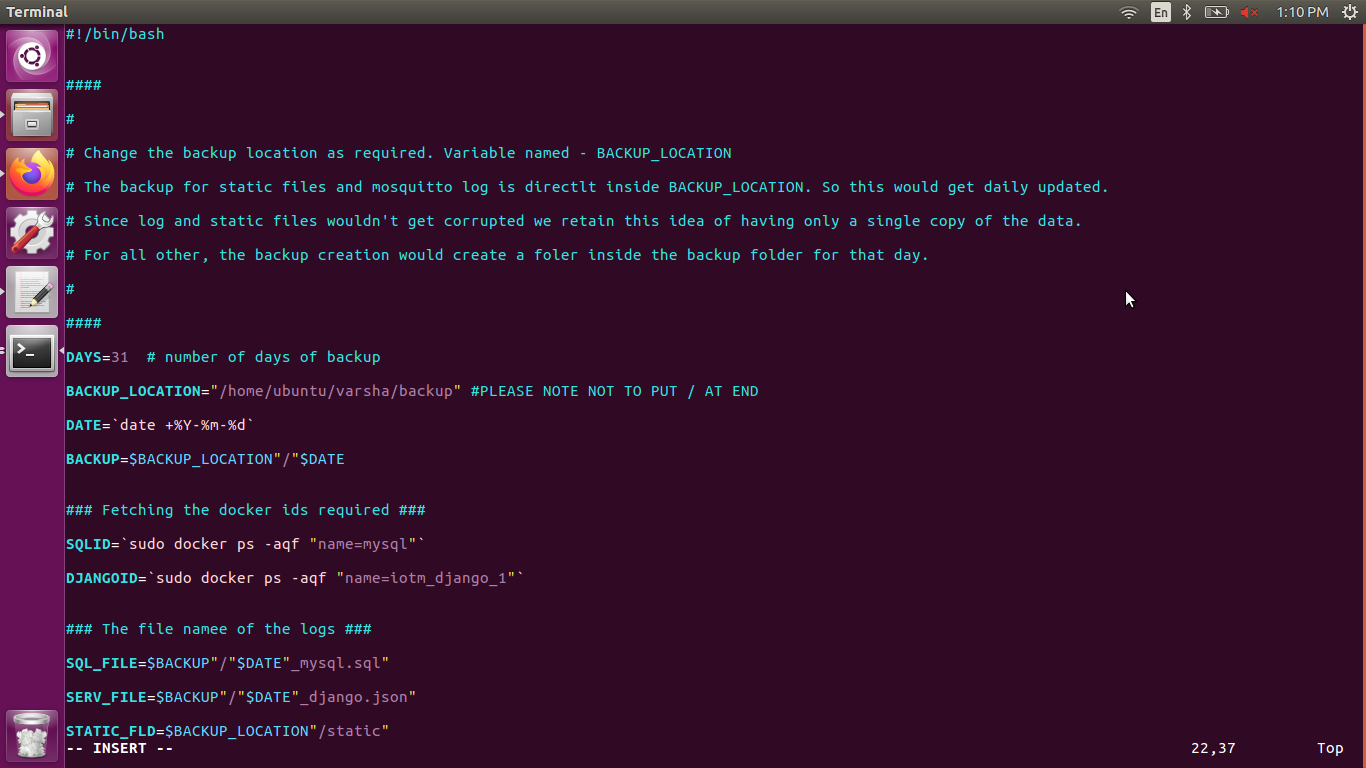 Terminal
En
1:10 PM
#!/bin/bash
####
#
# Change the backup location as required. Variable named - BACKUP_LOCATION
# The backup for static files and mosquitto log is directlt inside BACKUP_LOCATION. So this would get daily updated.
# Since log and static files wouldn't get corrupted we retain this idea of having only a single copy of the data.
# For all other, the backup creation would create a foler inside the backup folder for that day.
#
####
DAYS=31  # number of days of backup
BACKUP_LOCATION="/home/ubuntu/varsha/backup" #PLEASE NOTE NOT TO PUT / AT END
DATE=`date +%Y-%m-%d`
BACKUP=$BACKUP_LOCATION"/"$DATE
### Fetching the docker ids required ###
SQLID=`sudo docker ps -aqf "name=mysql"`
DJANGOID=`sudo docker ps -aqf "name=iotm_django_1"`
### The file namee of the logs ###
SQL_FILE=$BACKUP"/"$DATE"_mysql.sql"
SERV_FILE=$BACKUP"/"$DATE"_django.json"
STATIC_FLD=$BACKUP_LOCATION"/static"
-- INSERT --
22,37
Top